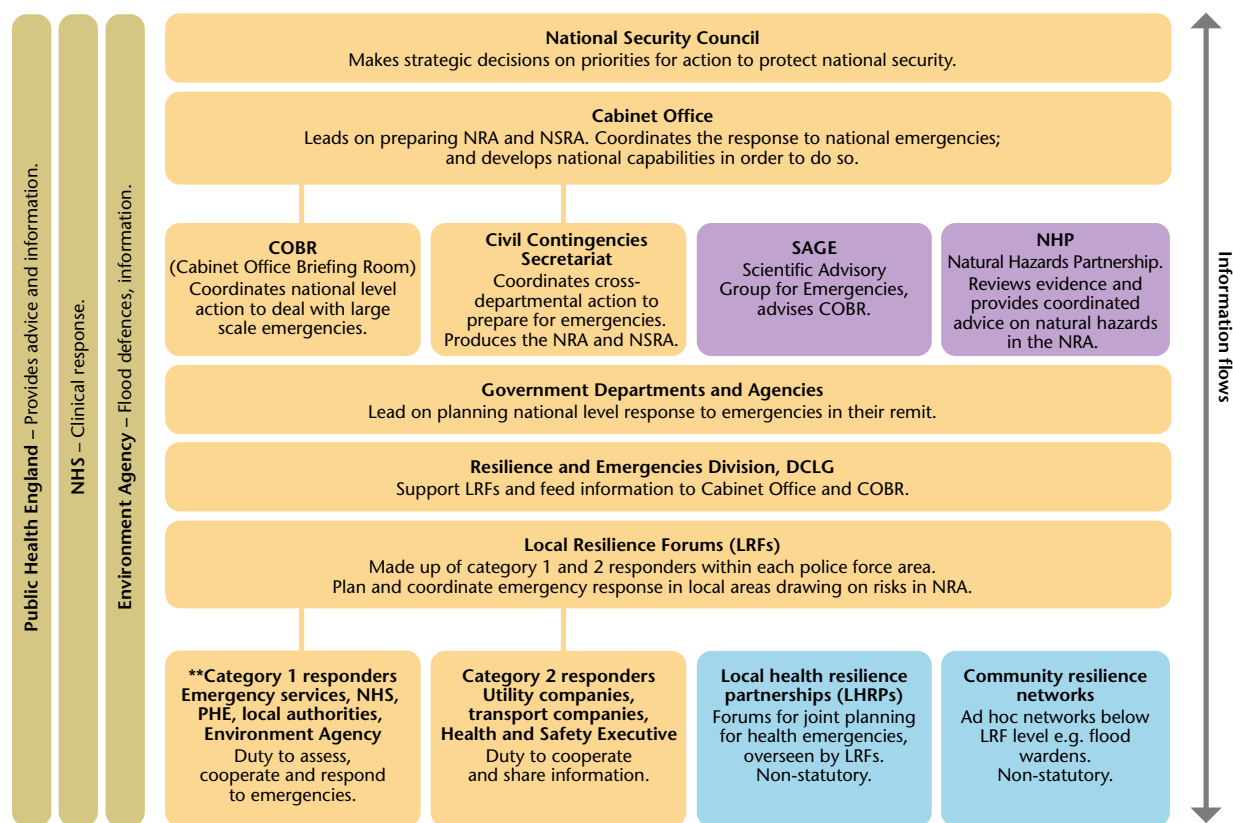 Public Health England – Provides advice and information.
NHS – Clinical response.
Environment Agency – Flood defences, information.
National Security Council
Makes strategic decisions on priorities for action to protect national security.
Cabinet Office
Leads on preparing NRA and NSRA. Coordinates the response to national emergencies;
and develops national capabilities in order to do so.
COBR
(Cabinet Office Briefing Room)
Coordinates national level
action to deal with large
scale emergencies.
Civil Contingencies
Secretariat
Coordinates cross-
departmental action to
prepare for emergencies.
Produces the NRA and NSRA.
SAGE
Scientific Advisory
Group for Emergencies,
advises COBR.
NHP
Natural Hazards Partnership.
Reviews evidence and
provides coordinated
advice on natural hazards
in the NRA.
Government Departments and Agencies
Lead on planning national level response to emergencies in their remit.
Resilience and Emergencies Division, DCLG
Support LRFs and feed information to Cabinet Office and COBR.
Local Resilience Forums (LRFs)
Made up of category 1 and 2 responders within each police force area.
Plan and coordinate emergency response in local areas drawing on risks in NRA.
**Category 1 responders
Emergency services, NHS,
PHE, local authorities,
Environment Agency
Duty to assess,
cooperate and respond
to emergencies.
Category 2 responders
Utility companies,
transport companies,
Health and Safety Executive
Duty to cooperate
and share information.
Local health resilience
partnerships (LHRPs)
Forums for joint planning
for health emergencies,
overseen by LRFs.
Non-statutory.
Community resilience
networks
Ad hoc networks below
LRF level e.g. flood
wardens.
Non-statutory.
Information flows